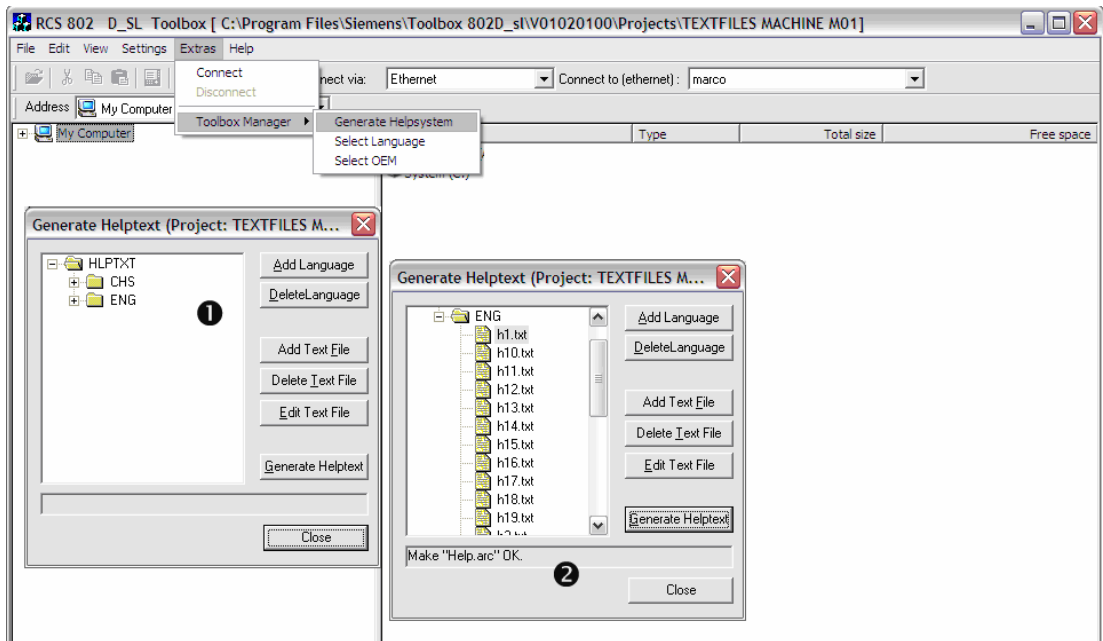 RCS 802 D_SL Toolbox [ C:\Program Files\Siemens\Toolbox 802D_sl\V01020100\Projects\TEXTFILES MACHINE M01]
File Edit View Settings Extras Help
Connect
Disconnect
nect via: Ethernet Connect to (ethernet) : marco
Address My Computer
Toolbox Manager
Generate Helpsystem
Select Language
Select OEM
My Computer
Type Total size Free space
System (C:)
Generate Helptext (Project: TEXTFILES M...
HLPTXT
CHS
ENG
Add Language
DeleteLanguage
Add Text File
Delete Text File
Edit Text File
Generate Helptext
Close
1
Generate Helptext (Project: TEXTFILES M...
ENG
h1.txt
h10.txt
h11.txt
h12.txt
h13.txt
h14.txt
h15.txt
h16.txt
h17.txt
h18.txt
h19.txt
Add Language
DeleteLanguage
Add Text File
Delete Text File
Edit Text File
Generate Helptext
Make "Help.arc" OK.
2
Close